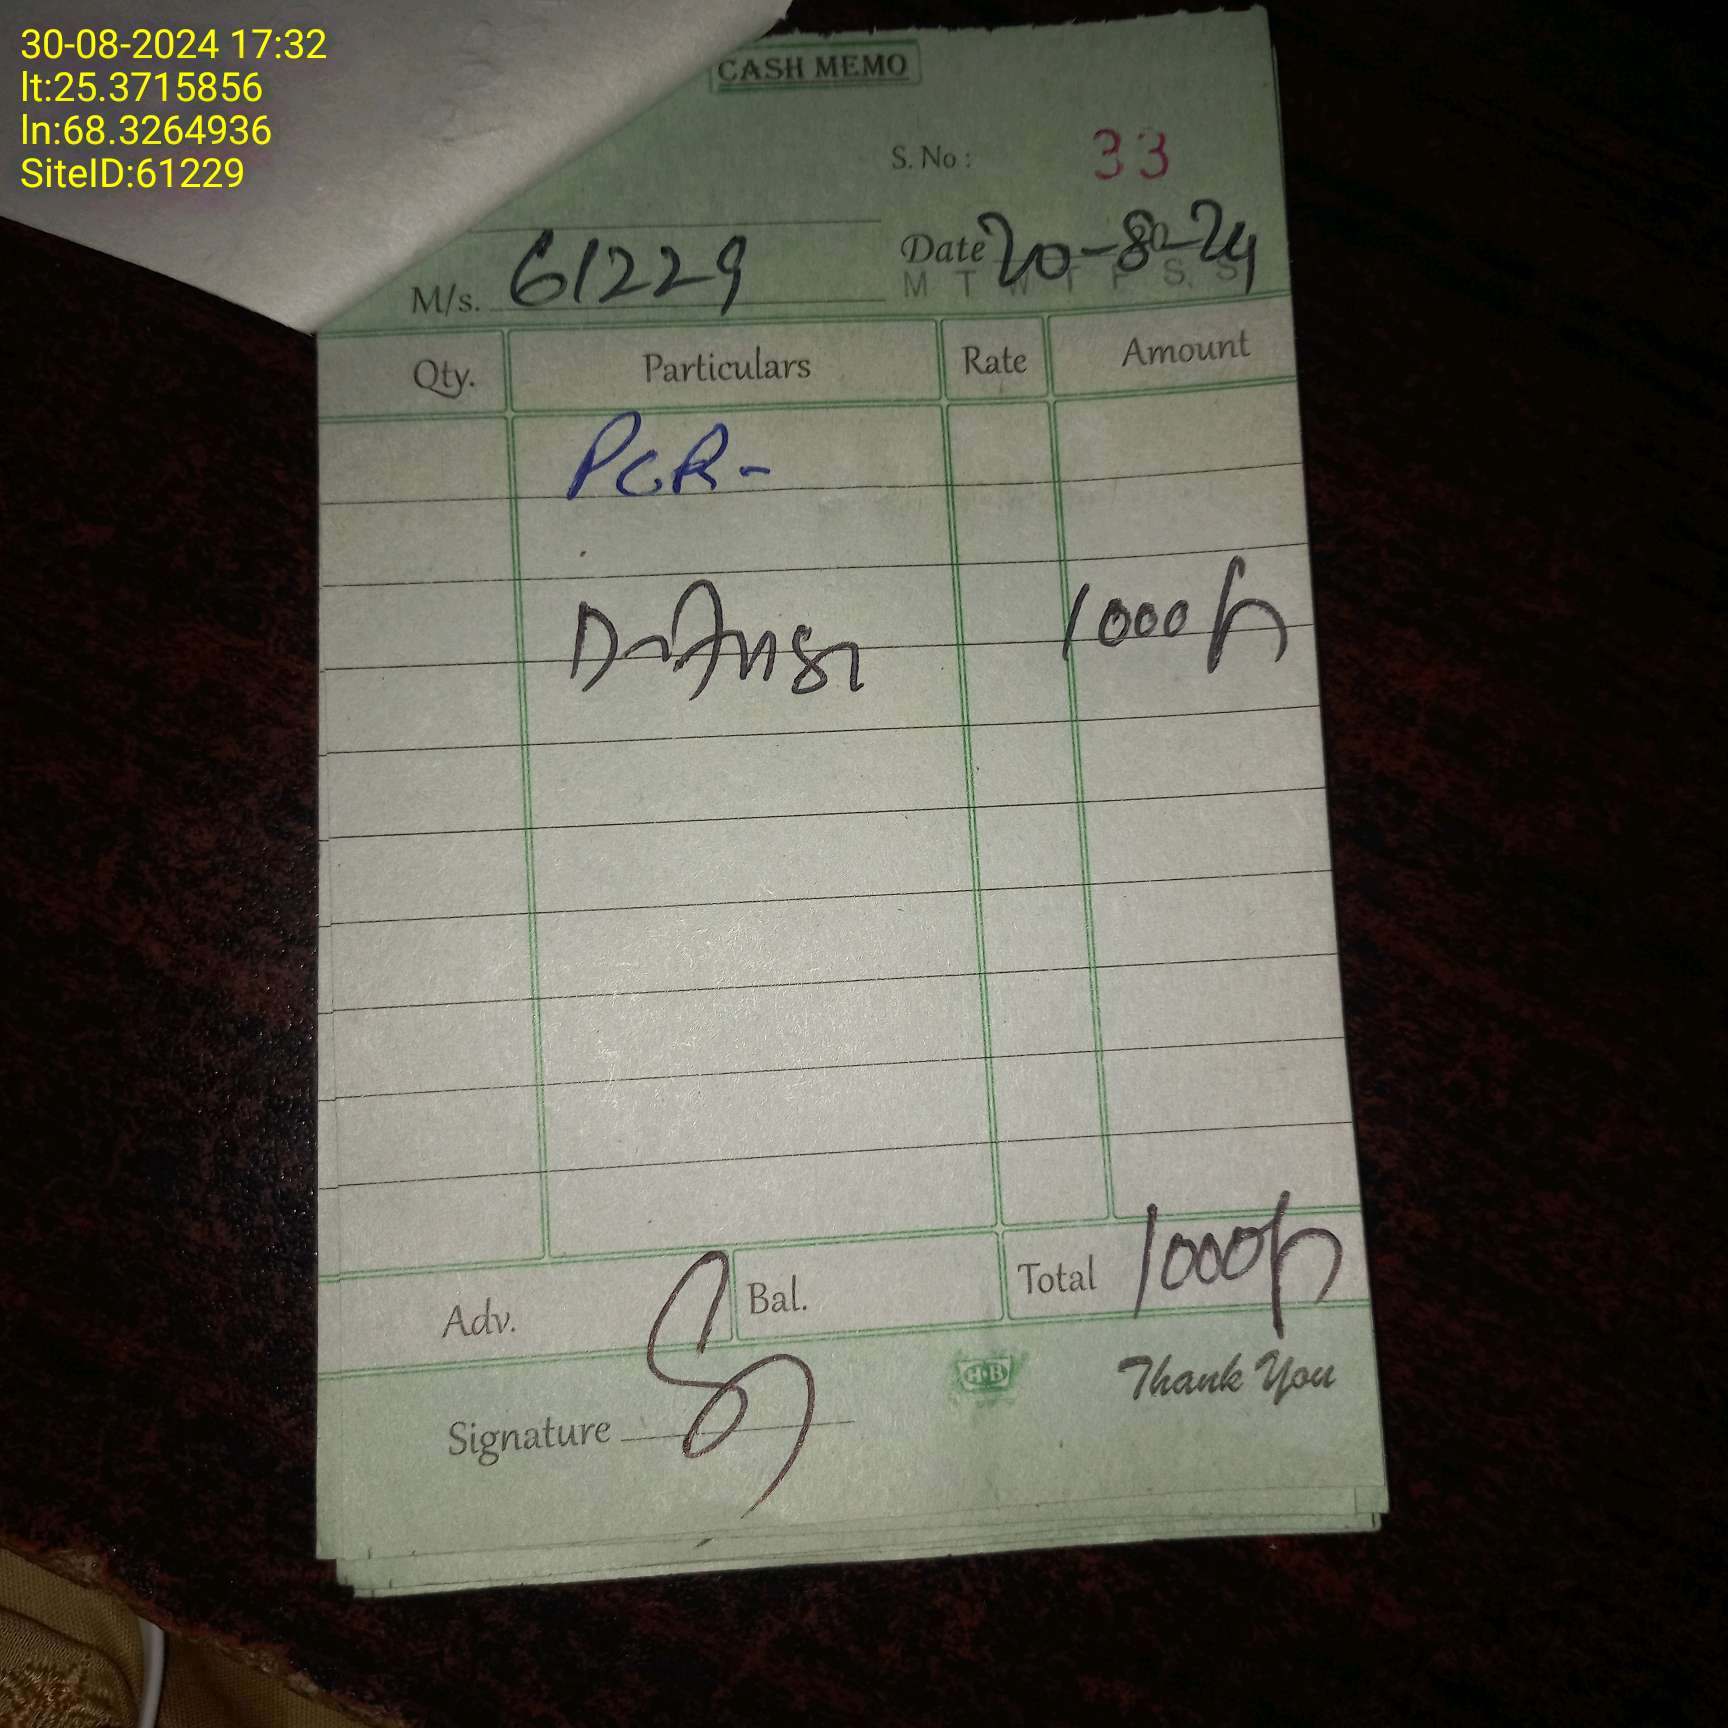 30-08-2024 17:32
lt:25.3715856
ln:68.3264936
SiteID:61229
CASH MEMO
S. No : 33
M/s. 61229
Date 20-8-24
M T W T F S S
Qty. Particulars Rate Amount
PCR-
1000/-
Adv. Bal. Total 1000/-
Signature
Thank You